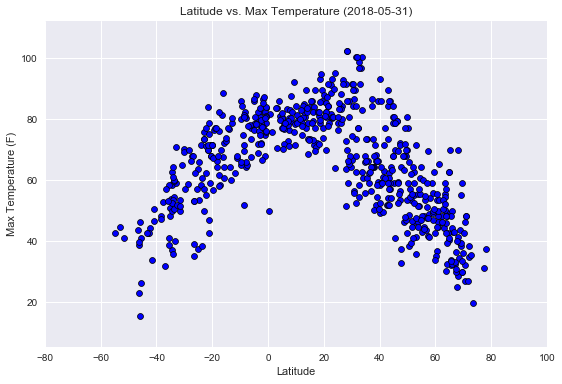 Latitude vs. Max Temperature (2018-05-31)
Max Temperature (F)
100
80
60
40
20
−80 −60 −40 −20 0 20 40 60 80 100
Latitude